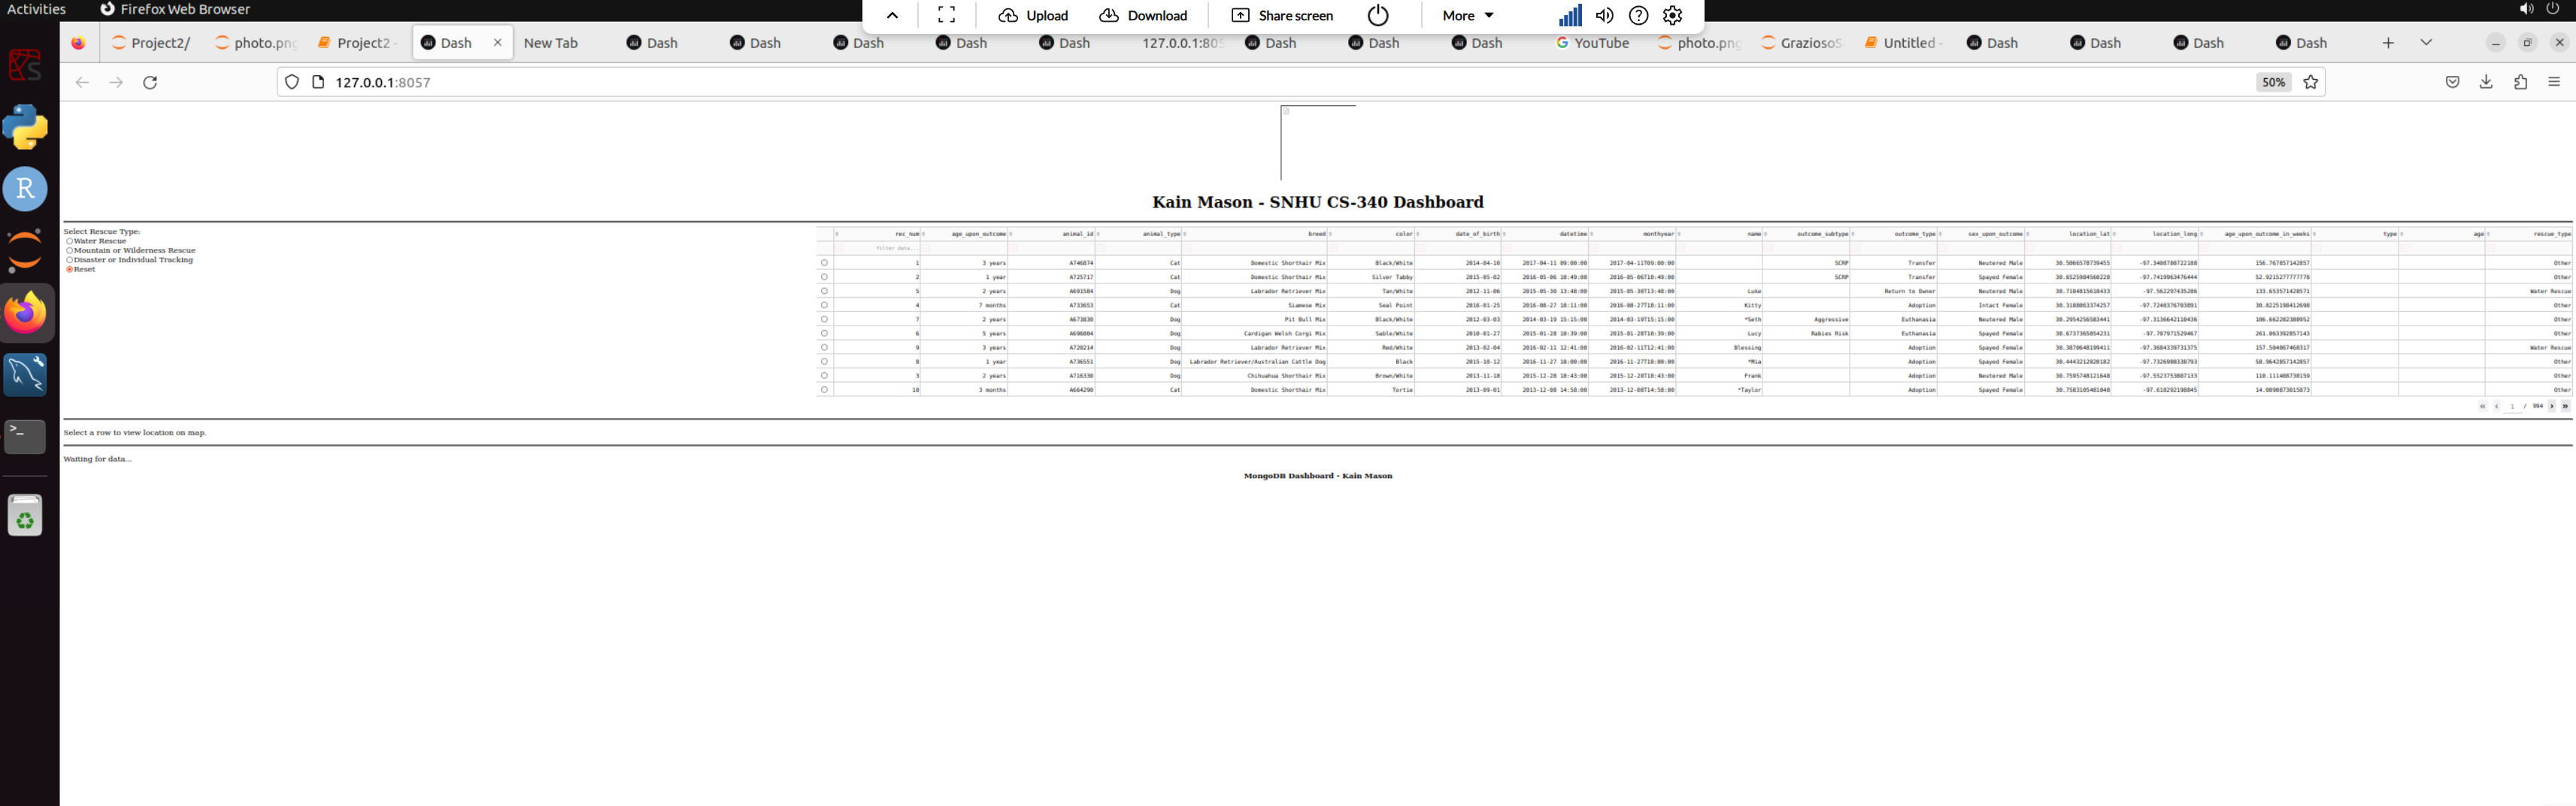 Activities Firefox Web Browser
Upload Download Share screen More
Project2/ photo.png Project2 - Dash New Tab Dash Dash Dash Dash Dash 127.0.0.1:805 Dash Dash Dash YouTube photo.png GraziosoS Untitled - Dash Dash Dash Dash
127.0.0.1:8057 50%
Kain Mason - SNHU CS-340 Dashboard
Select Rescue Type:
Water Rescue
Mountain or Wilderness Rescue
Disaster or Individual Tracking
Reset
rec_num age_upon_outcome animal_id animal_type breed color date_of_birth datetime monthyear name outcome_subtype outcome_type sex_upon_outcome location_lat location_long age_upon_outcome_in_weeks type age rescue_type
filter data...
1 3 years A746874 Cat Domestic Shorthair Mix Black/White 2014-04-10 2017-04-11 09:00:00 2017-04-11T09:00:00 SCRP Transfer Neutered Male 30.5066578739455 -97.3408780722188 156.767857142857 Other
2 1 year A725717 Cat Domestic Shorthair Mix Silver Tabby 2015-05-02 2016-05-06 10:49:00 2016-05-06T10:49:00 SCRP Transfer Spayed Female 30.6525984560228 -97.7419963476444 52.9215277777778 Other
5 2 years A691584 Dog Labrador Retriever Mix Tan/White 2012-11-06 2015-05-30 13:48:00 2015-05-30T13:48:00 Luke Return to Owner Neutered Male 30.7104815618433 -97.562297435286 133.653571428571 Water Rescue
4 7 months A733653 Cat Siamese Mix Seal Point 2016-01-25 2016-08-27 18:11:00 2016-08-27T18:11:00 Kitty Adoption Intact Female 30.3188063374257 -97.7240376703891 30.8225198412698 Other
7 2 years A673830 Dog Pit Bull Mix Black/White 2012-03-03 2014-03-19 15:15:00 2014-03-19T15:15:00 *Seth Aggressive Euthanasia Neutered Male 30.2954256583441 -97.3136642110436 106.662202380952 Other
6 5 years A696004 Dog Cardigan Welsh Corgi Mix Sable/White 2010-01-27 2015-01-28 10:39:00 2015-01-28T10:39:00 Lucy Rabies Risk Euthanasia Spayed Female 30.6737365854231 -97.707971529467 261.063392857143 Other
9 3 years A720214 Dog Labrador Retriever Mix Red/White 2013-02-04 2016-02-11 12:41:00 2016-02-11T12:41:00 Blessing Adoption Spayed Female 30.3870648199411 -97.3684339731375 157.504067460317 Water Rescue
8 1 year A736551 Dog Labrador Retriever/Australian Cattle Dog Black 2015-10-12 2016-11-27 18:00:00 2016-11-27T18:00:00 *Mia Adoption Spayed Female 30.4443212820182 -97.7326980338793 58.9642857142857 Other
3 2 years A716330 Dog Chihuahua Shorthair Mix Brown/White 2013-11-18 2015-12-28 18:43:00 2015-12-28T18:43:00 Frank Adoption Neutered Male 30.7595748121648 -97.5523753807133 110.111408730159 Other
10 3 months A664290 Cat Domestic Shorthair Mix Tortie 2013-09-01 2013-12-08 14:58:00 2013-12-08T14:58:00 *Taylor Adoption Spayed Female 30.7583105481048 -97.618292198845 14.0890873015873 Other
1 / 994
Select a row to view location on map.
Waiting for data...
MongoDB Dashboard - Kain Mason